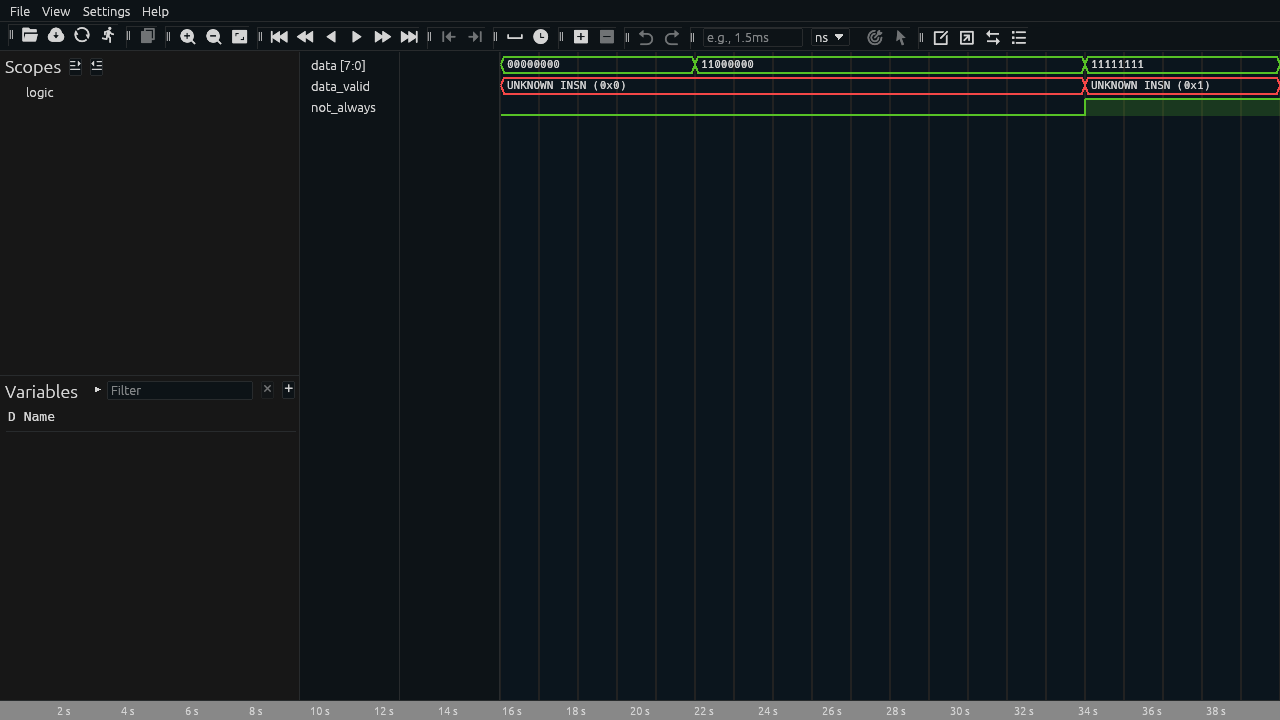 File View Settings Help
e.g., 1.5ms ns
Scopes
logic
data [7:0] 00000000 11000000 11111111
data_valid UNKNOWN INSN (0x0) UNKNOWN INSN (0x1)
not_always
Variables Filter
D Name
2 s 4 s 6 s 8 s 10 s 12 s 14 s 16 s 18 s 20 s 22 s 24 s 26 s 28 s 30 s 32 s 34 s 36 s 38 s